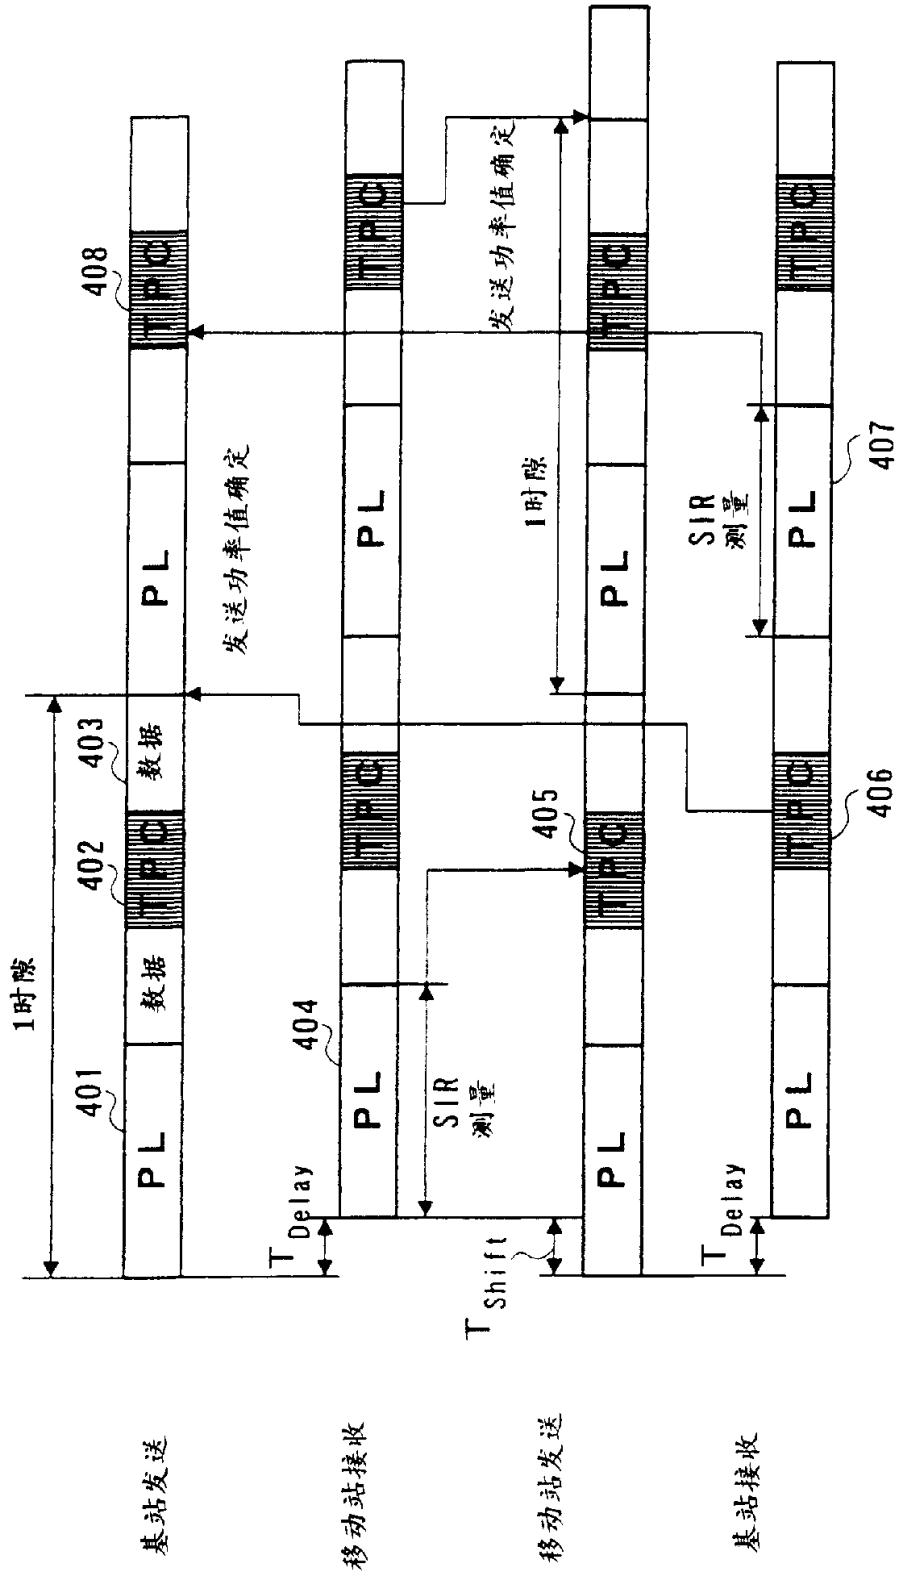 1时隙
401
402
403
408
PL
数据
TPC
数据
PL
TPC
基站发送
发送功率值确定
T Delay
404
PL
TPC
PL
TPC
移动站接收
SIR
测量
发送功率值确定
1时隙
T Shift
405
PL
TPC
PL
TPC
移动站发送
SIR
测量
T Delay
PL
TPC
PL
TPC
406
407
基站接收